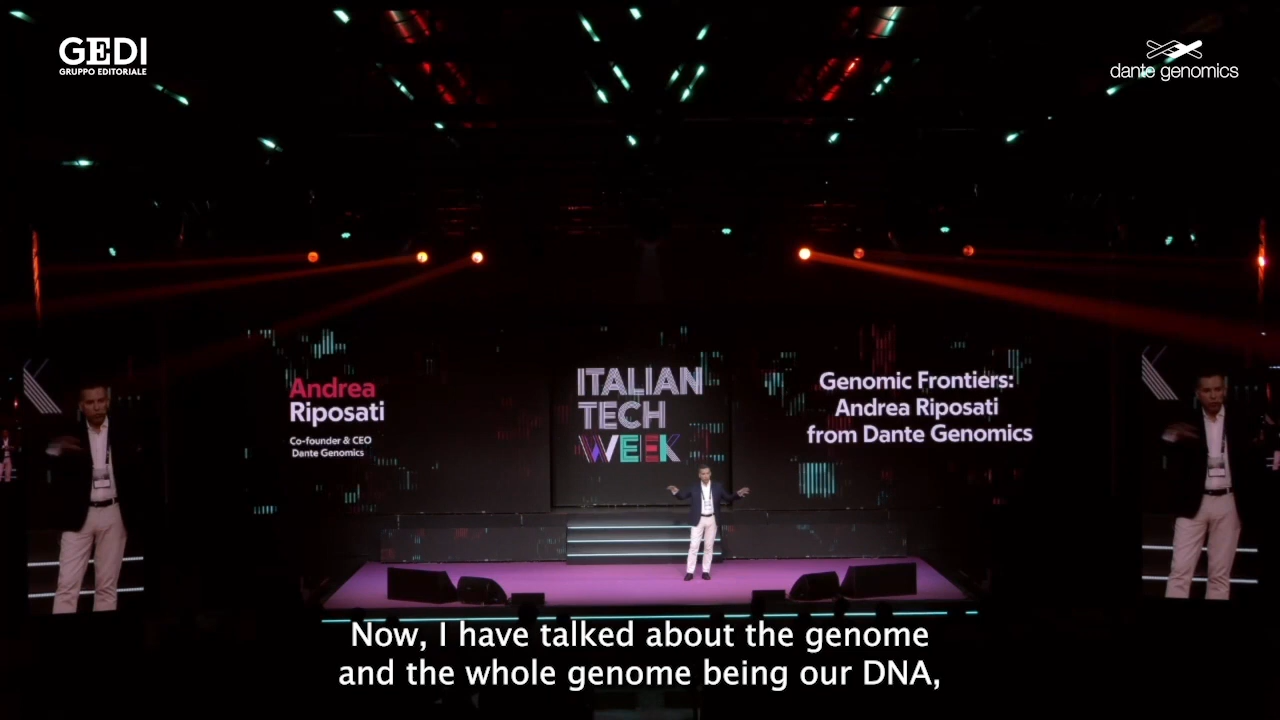 GEDI
GRUPPO EDITORIALE
dante genomics
Andrea
Riposati
Co-founder & CEO
Dante Genomics
ITALIAN
TECH
WEEK
Genomic Frontiers:
Andrea Riposati
from Dante Genomics
Now, I have talked about the genome
and the whole genome being our DNA,